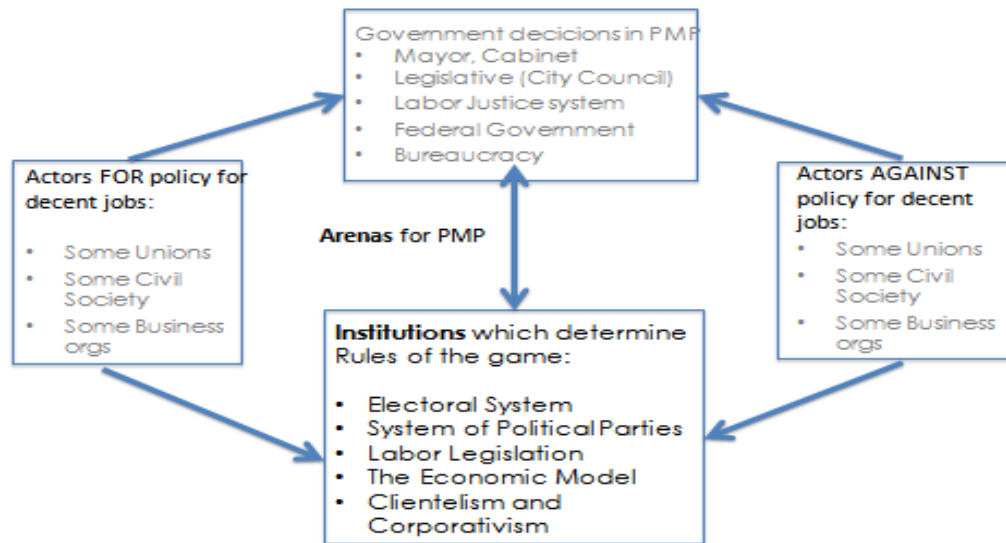 Government decicions in PMP
• Mayor, Cabinet
• Legislative (City Council)
• Labor Justice system
• Federal Government
• Bureaucracy
Actors FOR policy for
decent jobs:
• Some Unions
• Some Civil
Society
• Some Business
orgs
Arenas for PMP
Actors AGAINST
policy for decent
jobs:
• Some Unions
• Some Civil
Society
• Some Business
orgs
Institutions which determine
Rules of the game:
• Electoral System
• System of Political Parties
• Labor Legislation
• The Economic Model
• Clientelism and
Corporativism